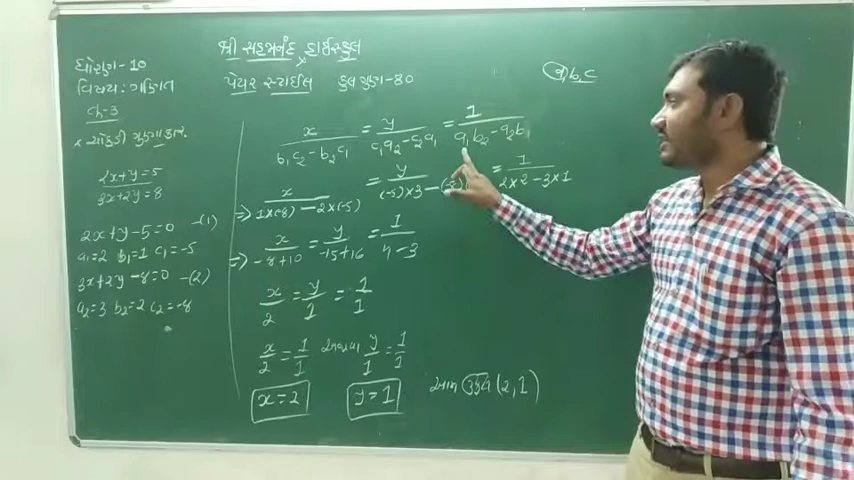 શ્રી સહજાનંદ હાઈસ્કુલ
ધોરણ - 10
વિષય: ગણિત
પેપર સ્ટાઈલ કુલ ગુણ - 80
Ch-3
a,b,c
* ચોકડી ગુણાકાર.
2x+y=5
3x+2y=8
2x+y-5=0 -(1)
a₁=2 b₁=1 c₁=-5
3x+2y-8=0 -(2)
a₂=3 b₂=2 c₂=-8
x/(b₁c₂-b₂c₁) = y/(c₁a₂-c₂a₁) = 1/(a₁b₂-a₂b₁)
⇒ x/(1×(-8)-2×(-5)) = y/((-5)×3-( = 1/(2×2-3×1)
⇒ x/(-8+10) = y/(-15+16) = 1/(4-3)
x/2 = y/1 = 1/1
x/2 = 1/1 અથવા y/1 = 1/1
x=2 y=1 આમ ઉકેલ (2,1)